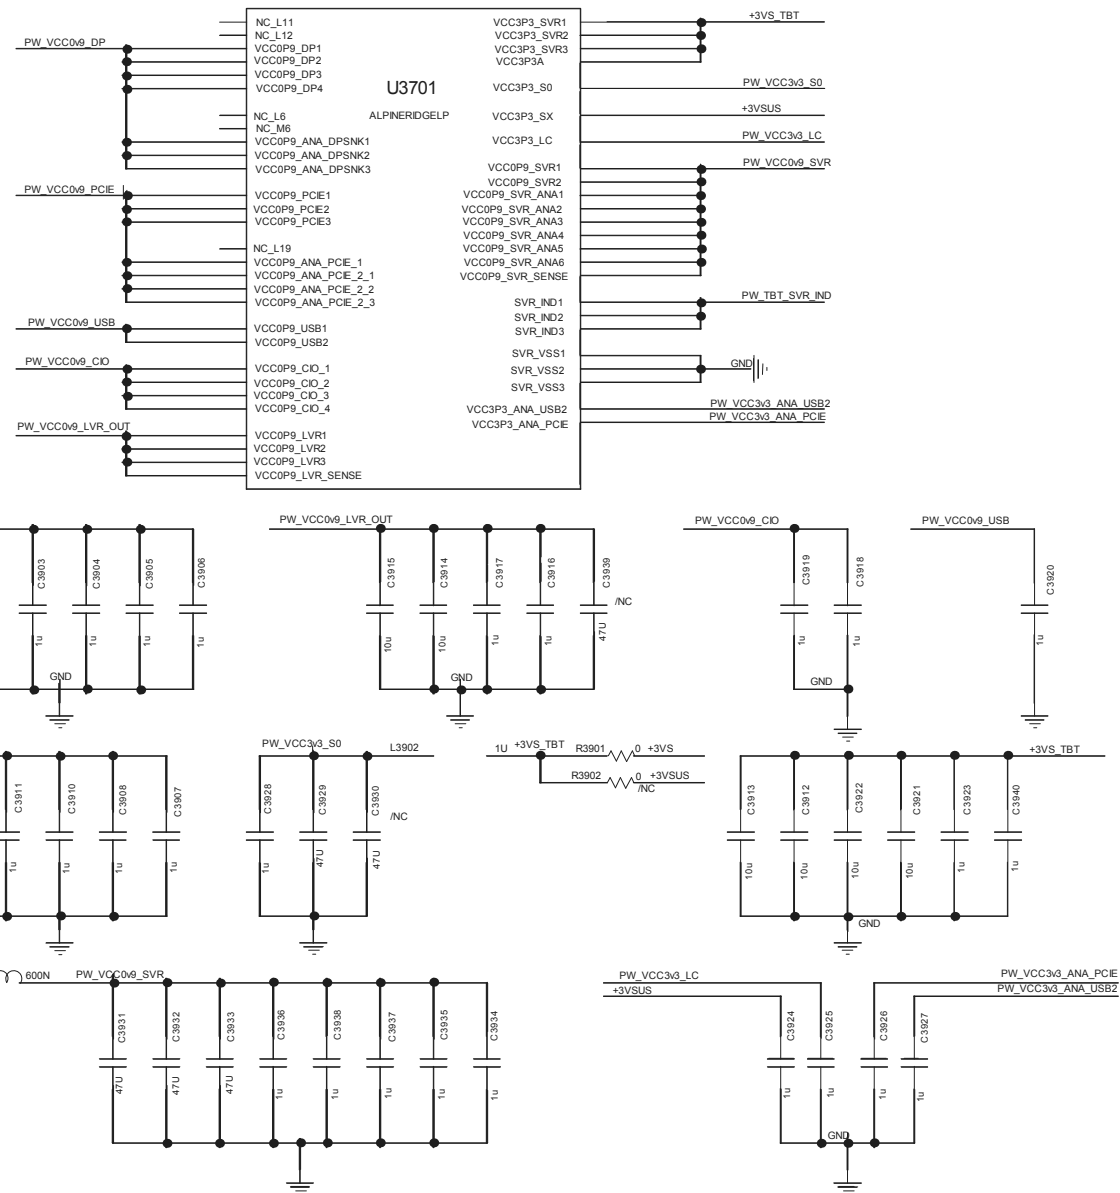 NC_L11
NC_L12
PW_VCC0v9_DP
VCC0P9_DP1
VCC0P9_DP2
VCC0P9_DP3
VCC0P9_DP4
NC_L6
NC_M6
VCC0P9_ANA_DPSNK1
VCC0P9_ANA_DPSNK2
VCC0P9_ANA_DPSNK3
PW_VCC0v9_PCIE
VCC0P9_PCIE1
VCC0P9_PCIE2
VCC0P9_PCIE3
NC_L19
VCC0P9_ANA_PCIE_1
VCC0P9_ANA_PCIE_2_1
VCC0P9_ANA_PCIE_2_2
VCC0P9_ANA_PCIE_2_3
PW_VCC0v9_USB
VCC0P9_USB1
VCC0P9_USB2
PW_VCC0v9_CIO
VCC0P9_CIO_1
VCC0P9_CIO_2
VCC0P9_CIO_3
VCC0P9_CIO_4
PW_VCC0v9_LVR_OUT
VCC0P9_LVR1
VCC0P9_LVR2
VCC0P9_LVR3
VCC0P9_LVR_SENSE
U3701
ALPINERIDGELP
VCC3P3_SVR1
VCC3P3_SVR2
VCC3P3_SVR3
VCC3P3A
+3VS_TBT
VCC3P3_S0
PW_VCC3v3_S0
VCC3P3_SX
+3VSUS
VCC3P3_LC
PW_VCC3v3_LC
VCC0P9_SVR1
PW_VCC0v9_SVR
VCC0P9_SVR2
VCC0P9_SVR_ANA1
VCC0P9_SVR_ANA2
VCC0P9_SVR_ANA3
VCC0P9_SVR_ANA4
VCC0P9_SVR_ANA5
VCC0P9_SVR_ANA6
VCC0P9_SVR_SENSE
SVR_IND1
PW_TBT_SVR_IND
SVR_IND2
SVR_IND3
SVR_VSS1
SVR_VSS2
GND
SVR_VSS3
VCC3P3_ANA_USB2
PW_VCC3v3_ANA_USB2
VCC3P3_ANA_PCIE
PW_VCC3v3_ANA_PCIE
C3903
1u
C3904
1u
C3905
1u
C3906
1u
GND
PW_VCC0v9_LVR_OUT
C3915
10u
C3914
10u
C3917
1u
C3916
1u
C3939
/NC
47U
GND
PW_VCC0v9_CIO
C3919
1u
C3918
1u
GND
PW_VCC0v9_USB
C3920
1u
C3911
1u
C3910
1u
C3908
1u
C3907
1u
PW_VCC3v3_S0
L3902
C3928
1u
C3929
47U
C3930
/NC
47U
1U
+3VS_TBT
R3901
0
+3VS
R3902
0
+3VSUS
/NC
+3VS_TBT
C3913
10u
C3912
10u
C3922
10u
C3921
10u
C3923
1u
C3940
1u
GND
600N
PW_VCC0v9_SVR
C3931
47U
C3932
47U
C3933
47U
C3936
1u
C3938
1u
C3937
1u
C3935
1u
C3934
1u
PW_VCC3v3_LC
+3VSUS
PW_VCC3v3_ANA_PCIE
PW_VCC3v3_ANA_USB2
C3924
1u
C3925
1u
C3926
1u
C3927
1u
GND